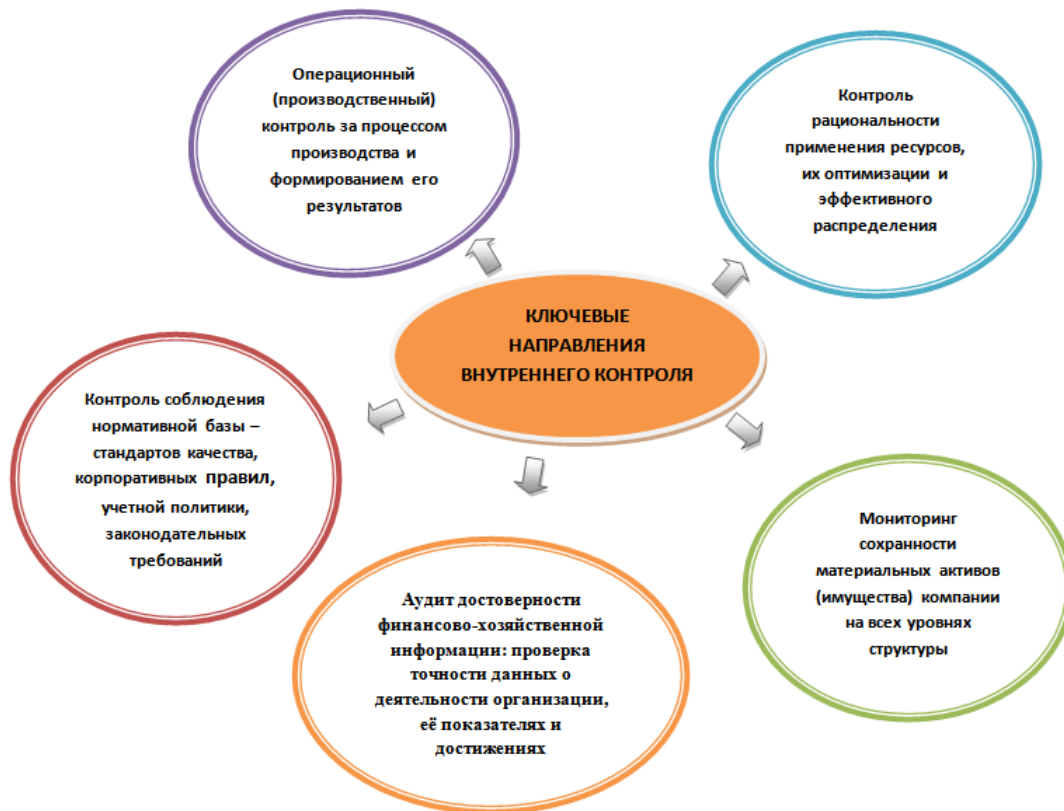 Операционный
(производственный)
контроль за процессом
производства и
формированием его
результатов
Контроль
рациональности
применения ресурсов,
их оптимизации и
эффективного
распределения
КЛЮЧЕВЫЕ
НАПРАВЛЕНИЯ
ВНУТРЕННЕГО КОНТРОЛЯ
Контроль соблюдения
нормативной базы –
стандартов качества,
корпоративных правил,
учетной политики,
законодательных
требований
Мониторинг
сохранности
материальных активов
(имущества) компании
на всех уровнях
структуры
Аудит достоверности
финансово-хозяйственной
информации: проверка
точности данных о
деятельности организации,
её показателях и
достижениях